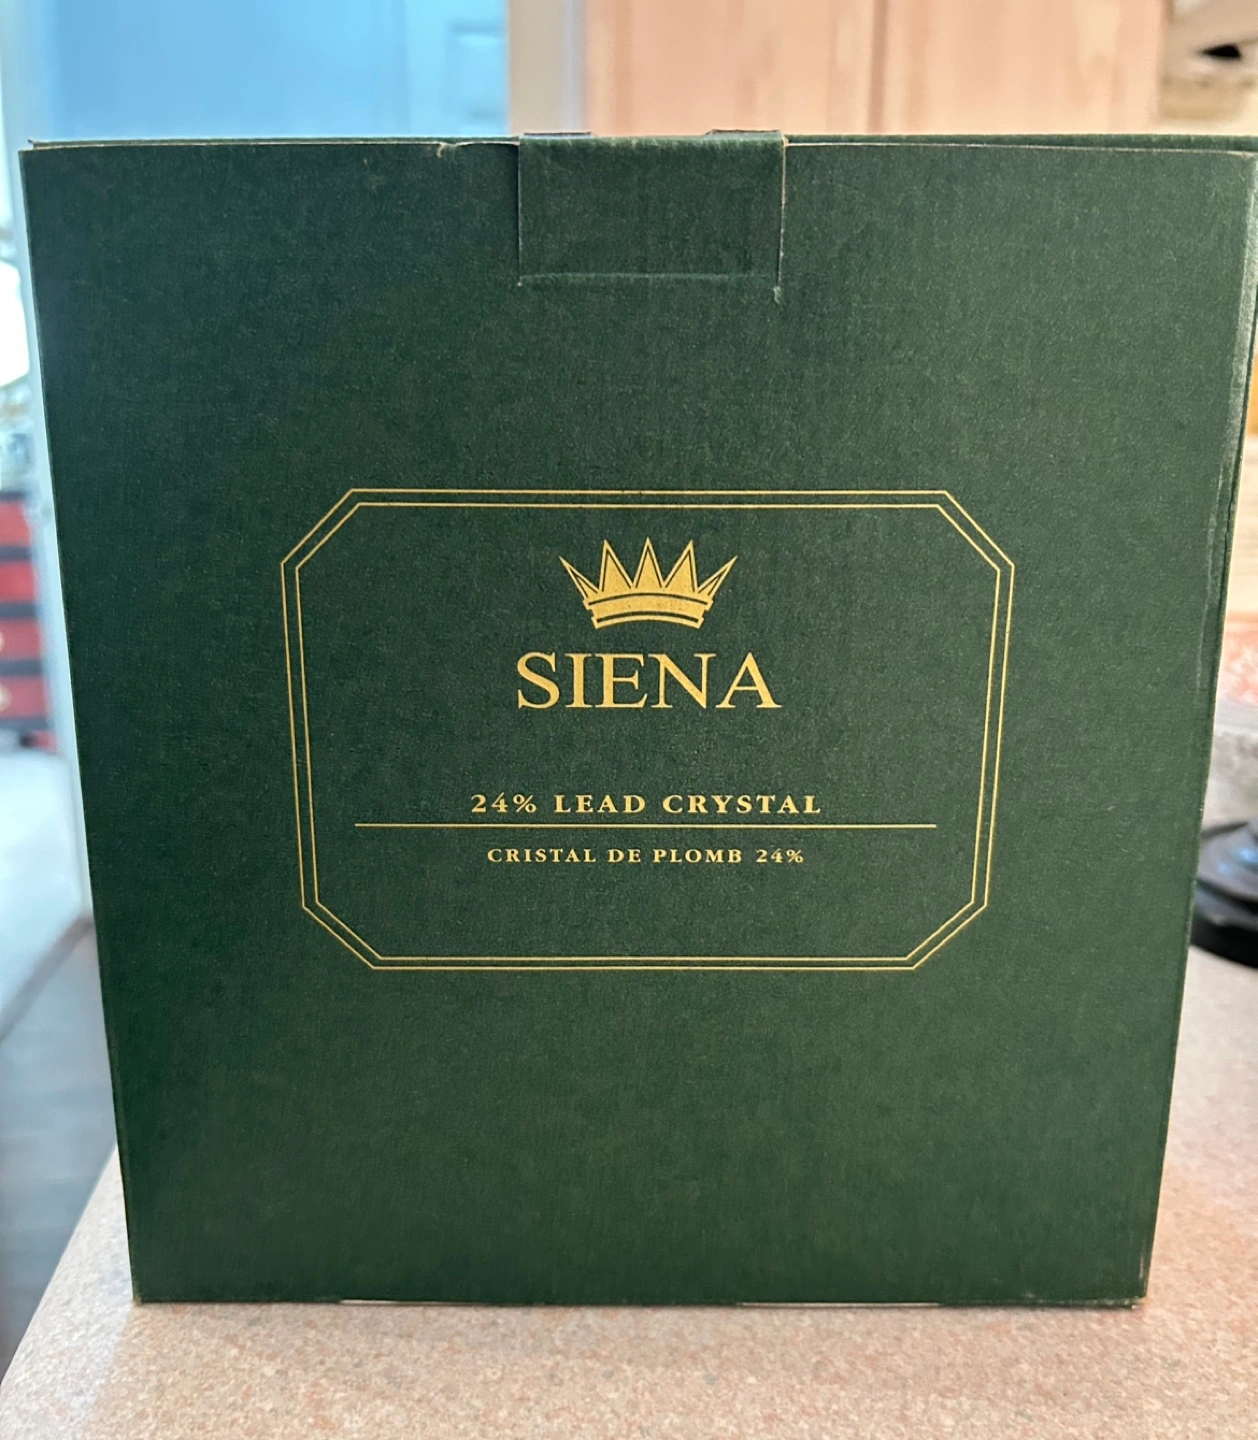 SIENA
24% LEAD CRYSTAL
CRISTAL DE PLOMB 24%